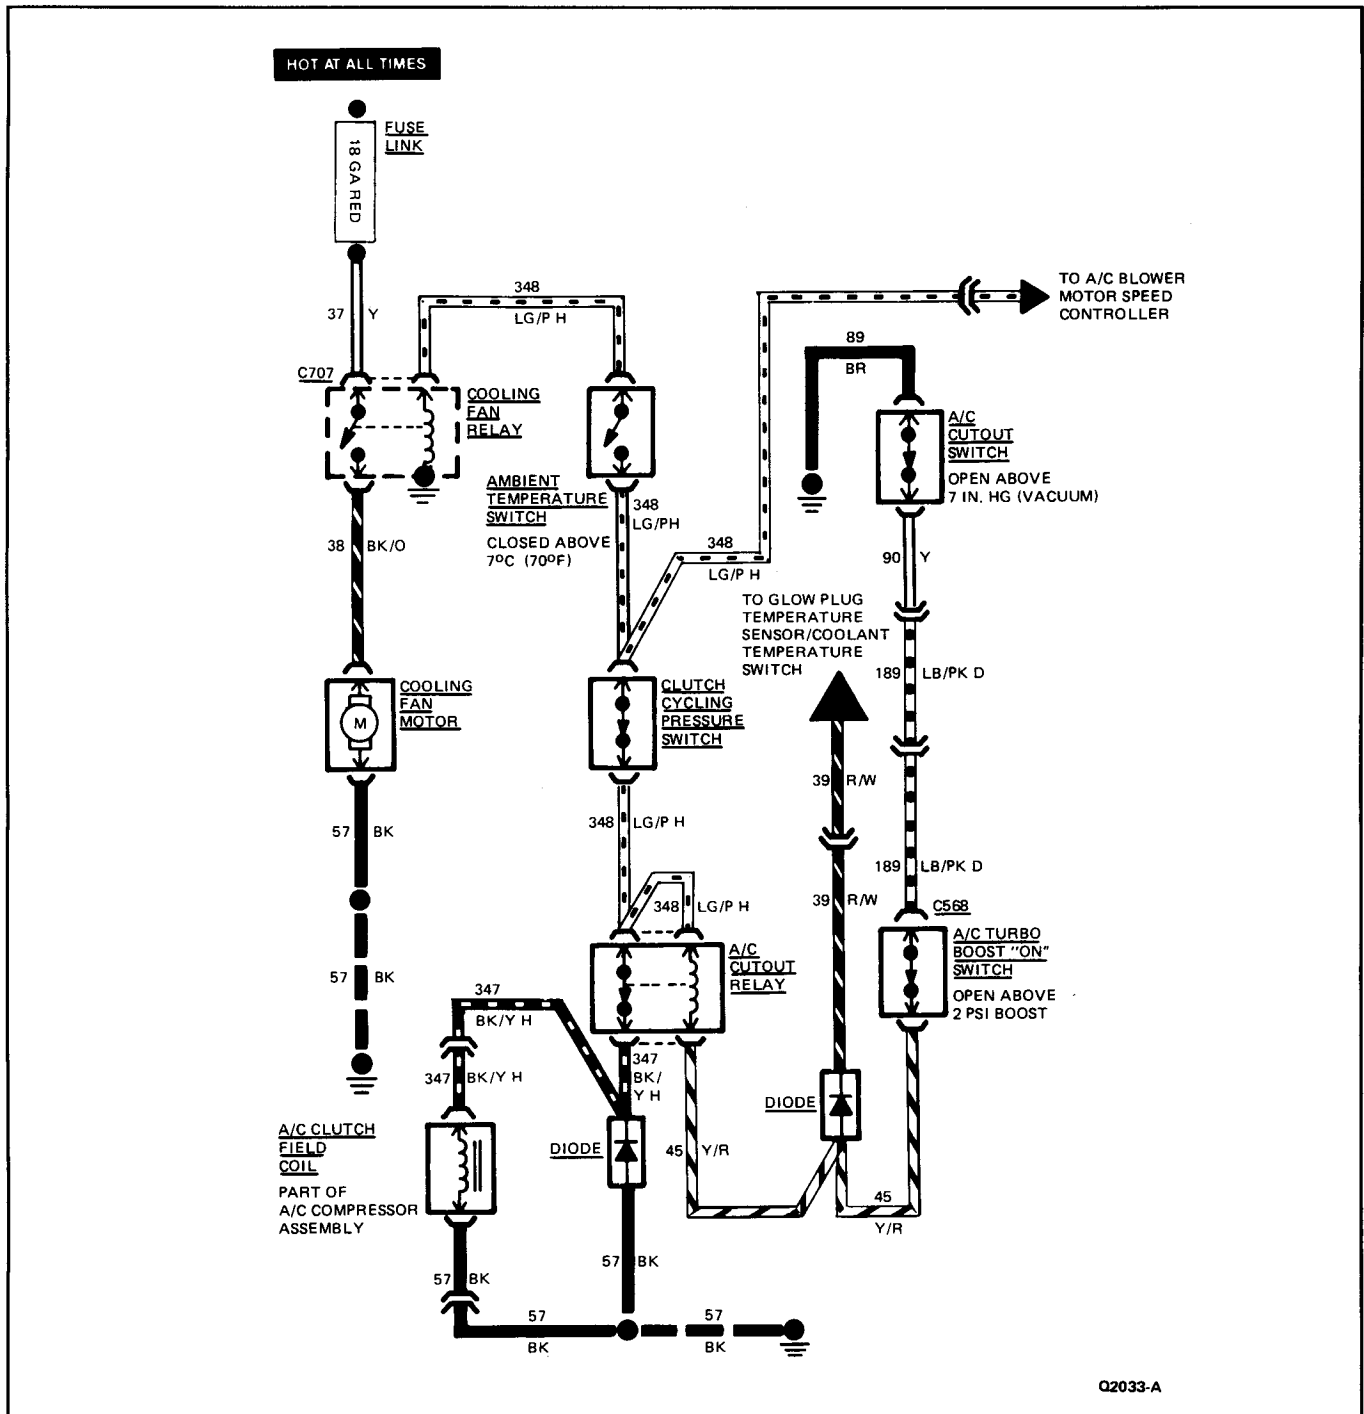 HOT AT ALL TIMES
FUSE
LINK
18 GA RED
37 Y
348
LG/P H
TO A/C BLOWER
MOTOR SPEED
CONTROLLER
89
BR
C707
COOLING
FAN
RELAY
A/C
CUTOUT
SWITCH
OPEN ABOVE
7 IN. HG (VACUUM)
AMBIENT
TEMPERATURE
SWITCH
CLOSED ABOVE
7°C (70°F)
348
LG/PH
38 BK/O
348
LG/P H
90 Y
TO GLOW PLUG
TEMPERATURE
SENSOR/COOLANT
TEMPERATURE
SWITCH
189 LB/PK D
COOLING
FAN
MOTOR
M
CLUTCH
CYCLING
PRESSURE
SWITCH
39 R/W
57 BK
348 LG/P H
189 LB/PK D
39 R/W
348 LG/P H
C568
A/C TURBO
BOOST "ON"
SWITCH
OPEN ABOVE
2 PSI BOOST
A/C
CUTOUT
RELAY
57 BK
347
BK/Y H
347
BK/
Y H
347 BK/Y H
DIODE
A/C CLUTCH
FIELD
COIL
PART OF
A/C COMPRESSOR
ASSEMBLY
DIODE
45 Y/R
45
Y/R
57 BK
57 BK
57
BK
57
BK
Q2033-A